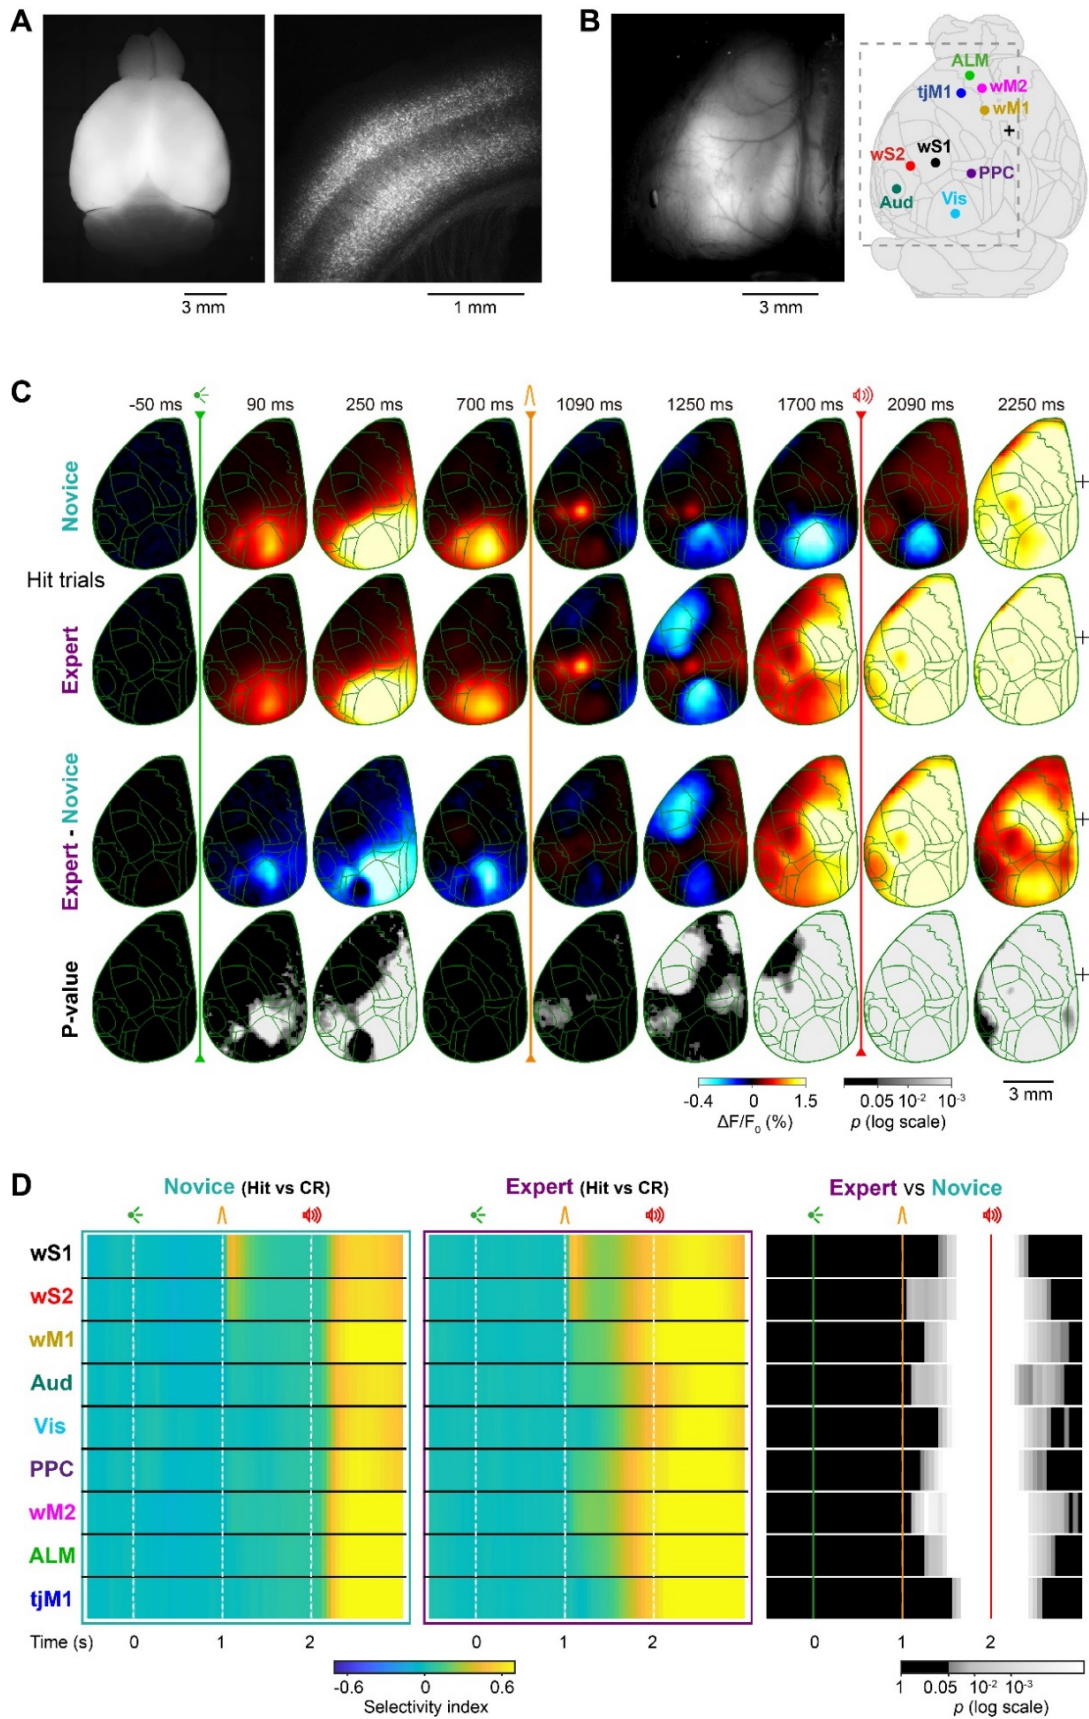 A
B
3 mm
1 mm
3 mm
ALM
tjM1
wM2
wM1
wS2
wS1
PPC
Aud
Vis
C
-50 ms
90 ms
250 ms
700 ms
1090 ms
1250 ms
1700 ms
2090 ms
2250 ms
Novice
Hit trials
Expert
Expert - Novice
P-value
-0.4 0 1.5
ΔF/F0 (%)
0.05 10-2 10-3
p (log scale)
3 mm
D
Novice (Hit vs CR)
Expert (Hit vs CR)
Expert vs Novice
wS1
wS2
wM1
Aud
Vis
PPC
wM2
ALM
tjM1
Time (s) 0 1 2
0 1 2
0 1 2
-0.6 0 0.6
Selectivity index
1 0.05 10-2 10-3
p (log scale)